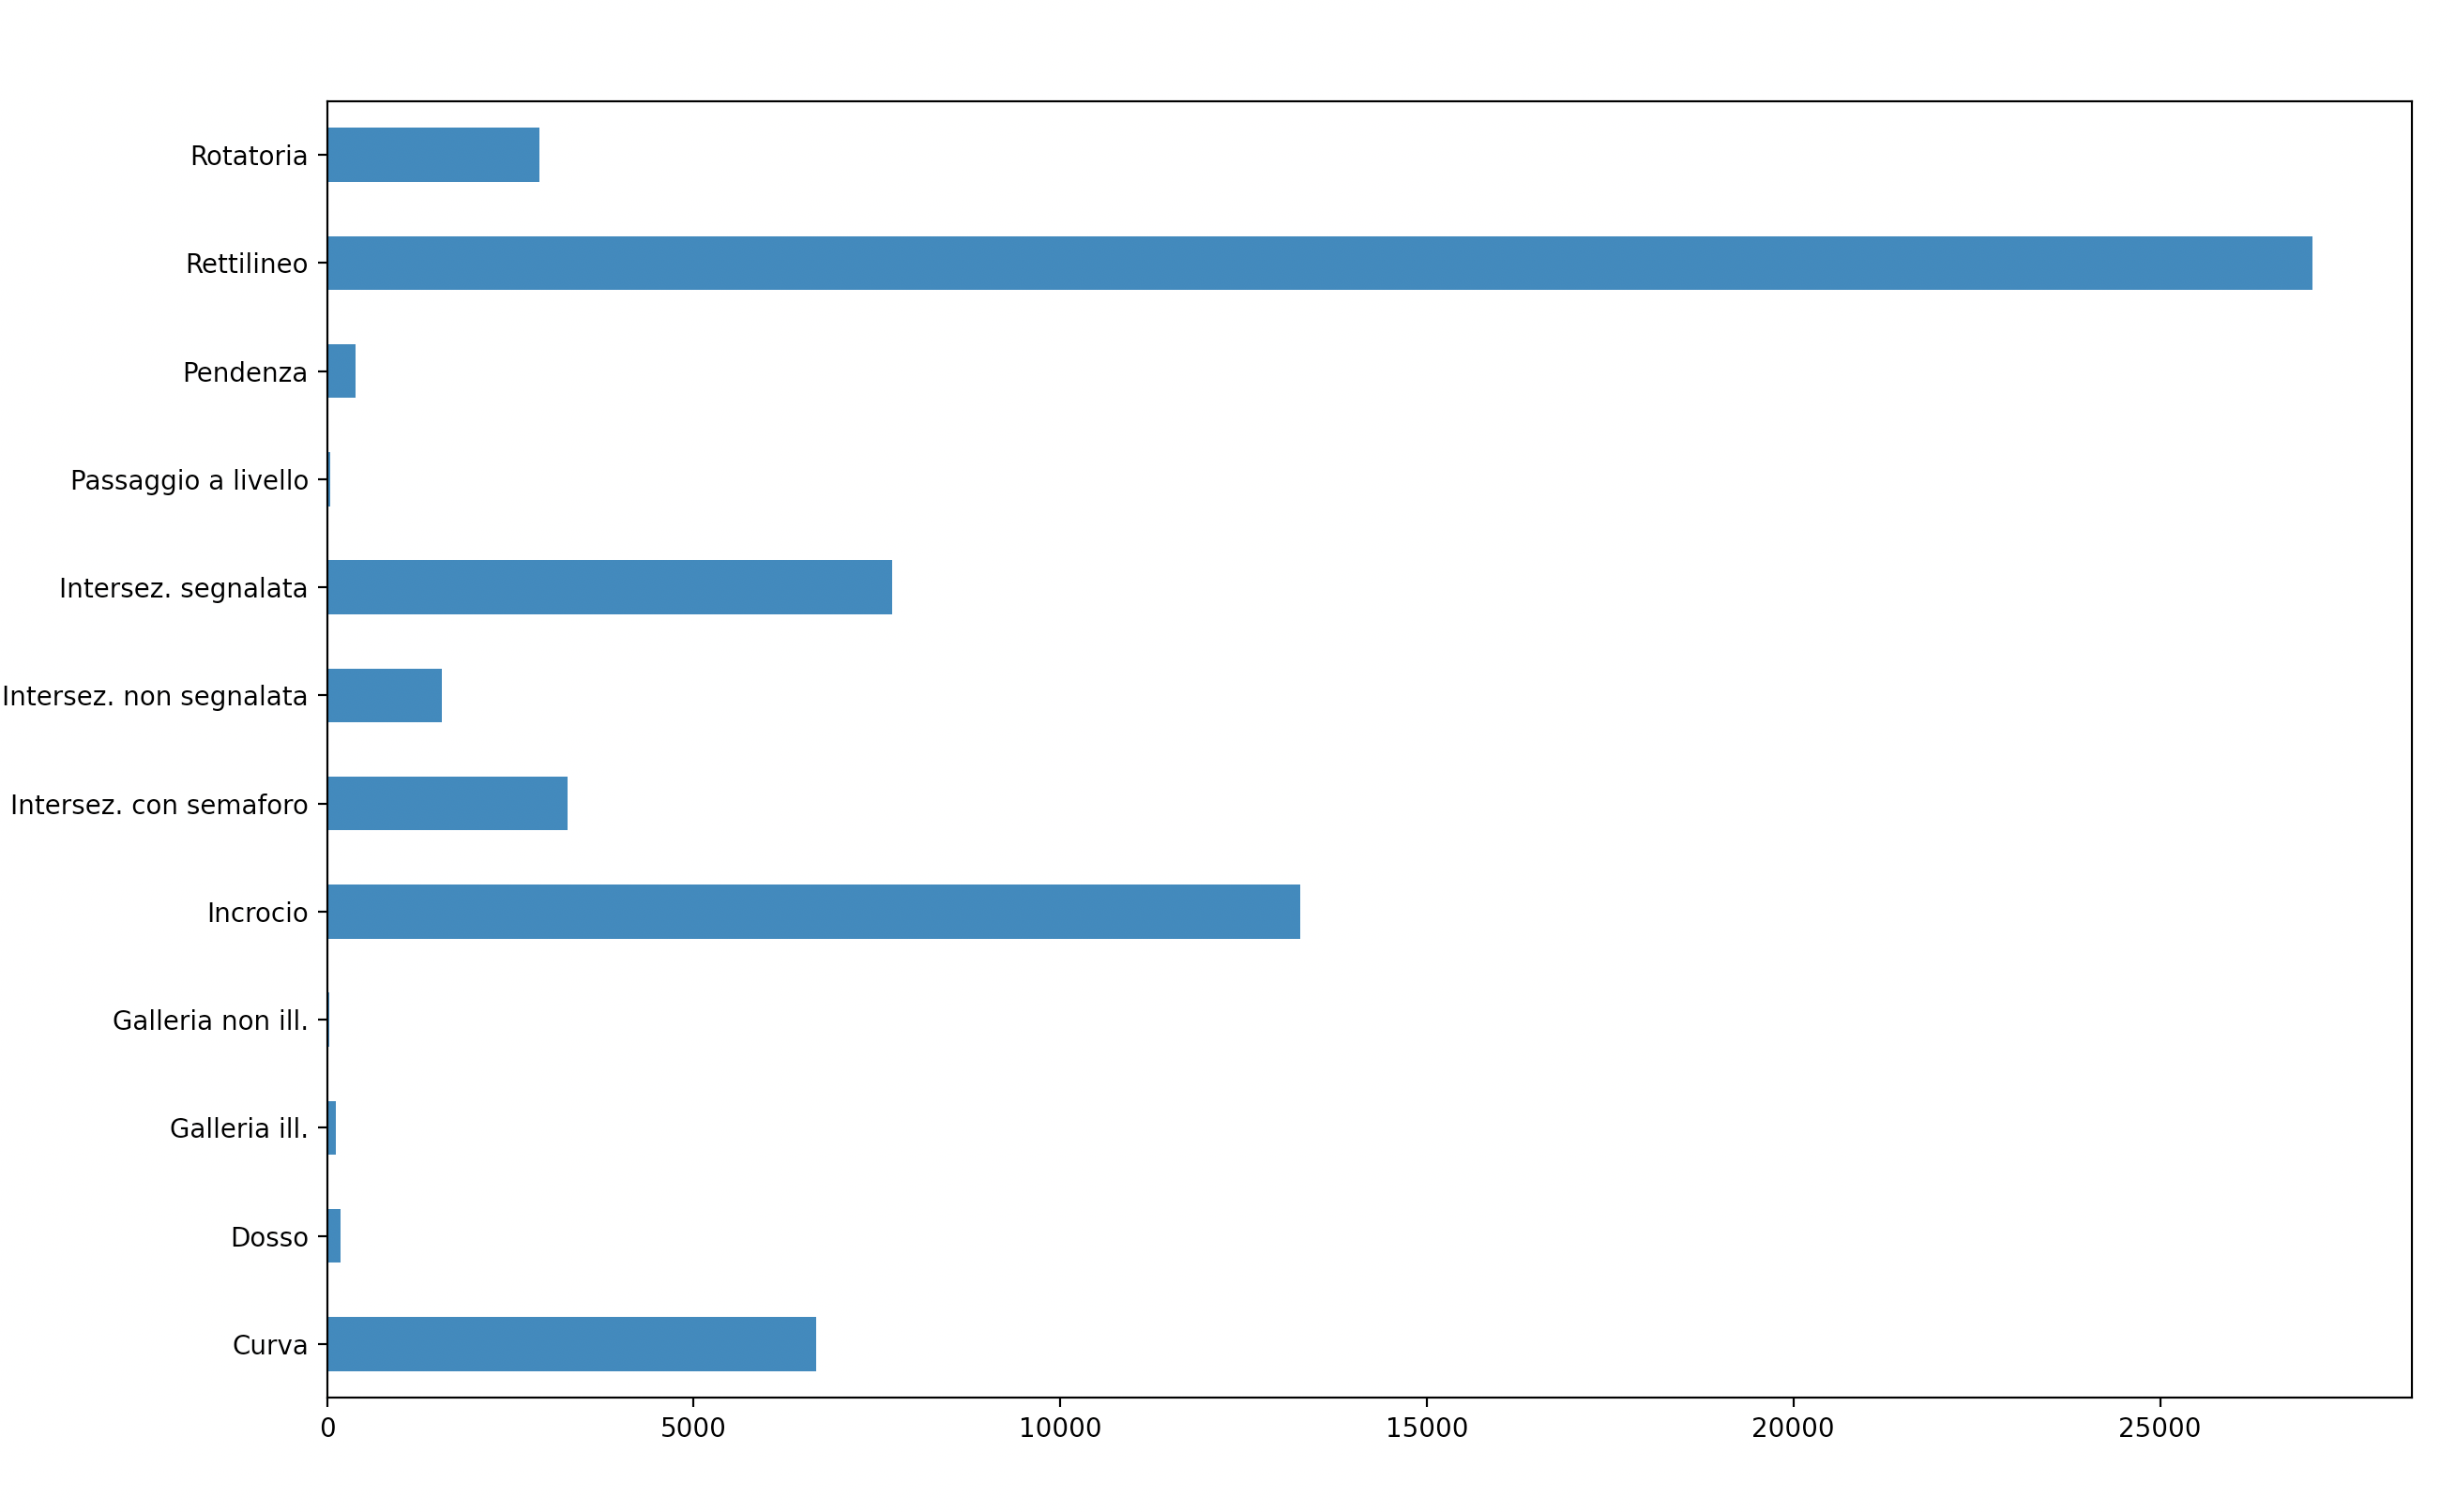 Rotatoria
Rettilineo
Pendenza
Passaggio a livello
Intersez. segnalata
Intersez. non segnalata
Intersez. con semaforo
Incrocio
Galleria non ill.
Galleria ill.
Dosso
Curva
0 5000 10000 15000 20000 25000